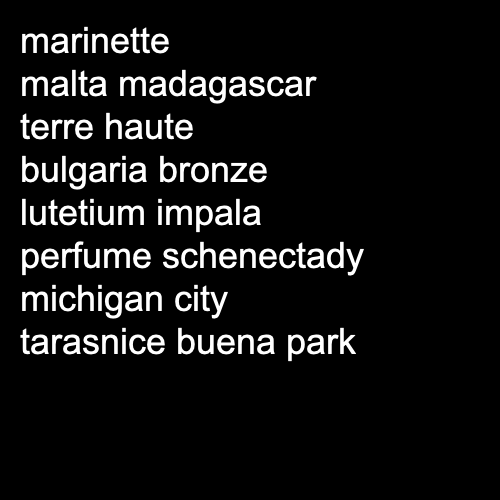 marinette
malta madagascar
terre haute
bulgaria bronze
lutetium impala
perfume schenectady
michigan city
tarasnice buena park